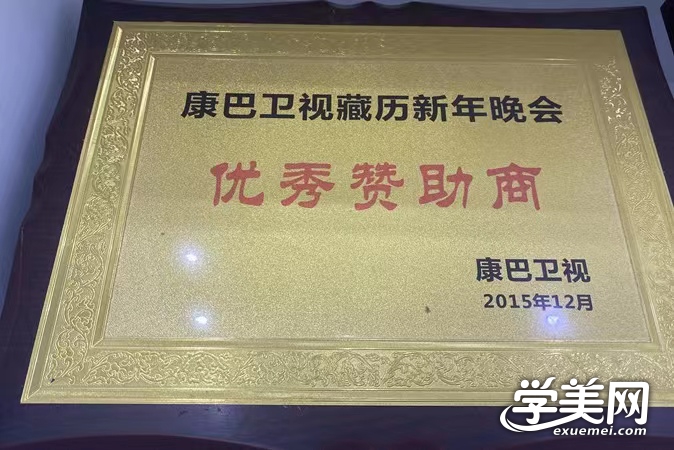 康巴卫视藏历新年晚会
优秀赞助商
康巴卫视
2015年12月
学美网
exuemei.com